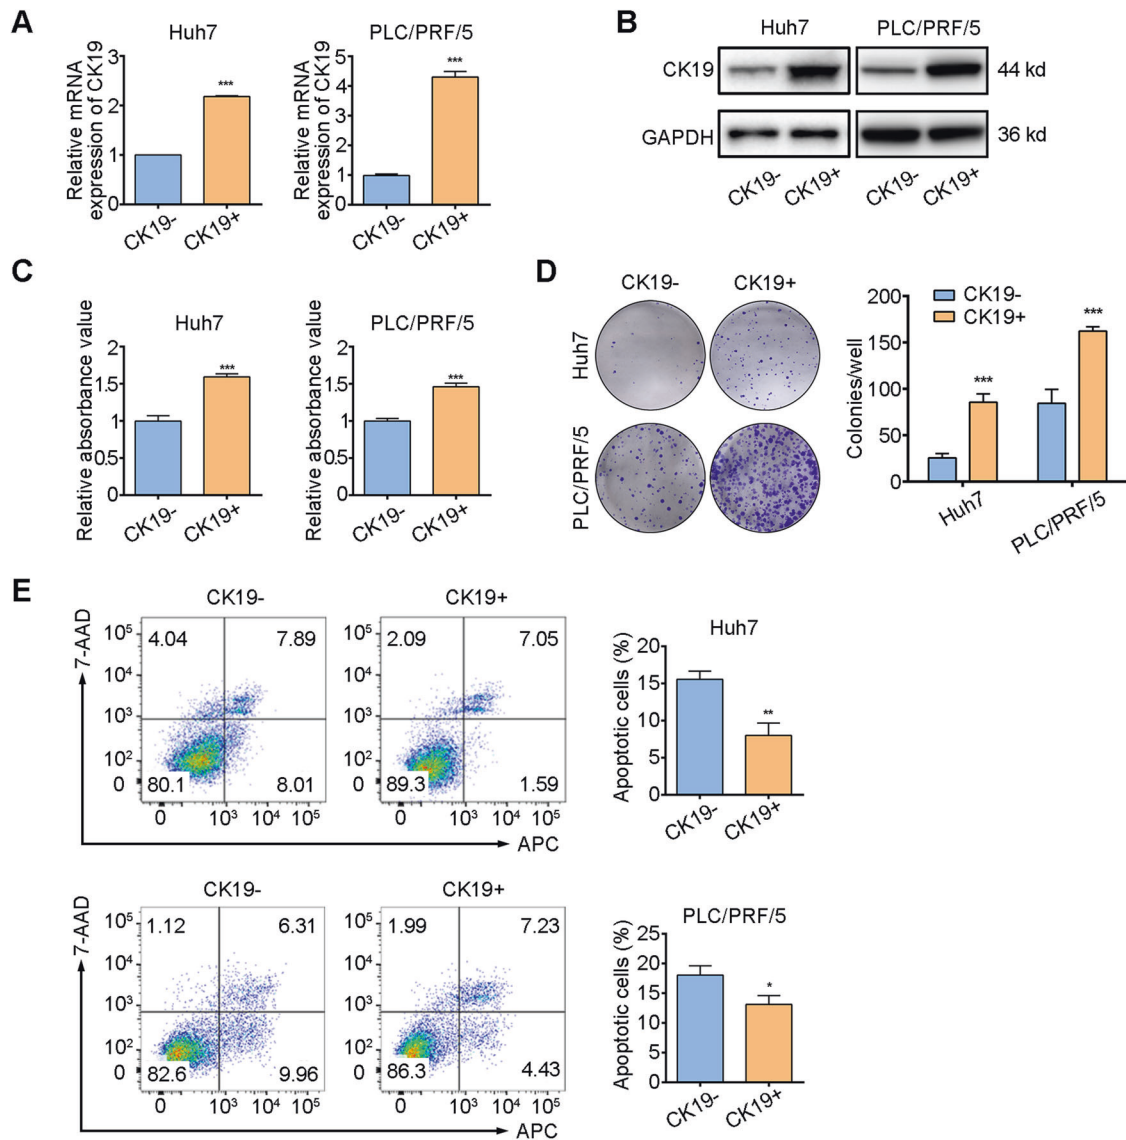 A
Huh7
Relative mRNA
expression of CK19
3
2
1
0
***
CK19-
CK19+
PLC/PRF/5
Relative mRNA
expression of CK19
5
4
3
2
1
0
***
CK19-
CK19+
B
Huh7
PLC/PRF/5
CK19
44 kd
GAPDH
36 kd
CK19-
CK19+
CK19-
CK19+
C
Huh7
Relative absorbance value
2
1.5
1
0.5
0
***
CK19-
CK19+
PLC/PRF/5
Relative absorbance value
2
1.5
1
0.5
0
***
CK19-
CK19+
D
CK19-
CK19+
Huh7
PLC/PRF/5
Colonies/well
200
150
100
50
0
CK19-
CK19+
***
***
Huh7
PLC/PRF/5
E
CK19-
7-AAD
10⁵
10⁴
10³
10²
0
4.04
7.89
80.1
8.01
0
10³
10⁴
10⁵
CK19+
10⁵
10⁴
10³
10²
0
2.09
7.05
89.3
1.59
0
10³
10⁴
10⁵
APC
Huh7
Apoptotic cells (%)
20
15
10
5
0
**
CK19-
CK19+
CK19-
7-AAD
10⁵
10⁴
10³
10²
0
1.12
6.31
82.6
9.96
0
10³
10⁴
10⁵
CK19+
10⁵
10⁴
10³
10²
0
1.99
7.23
86.3
4.43
0
10³
10⁴
10⁵
APC
PLC/PRF/5
Apoptotic cells (%)
25
20
15
10
5
0
*
CK19-
CK19+